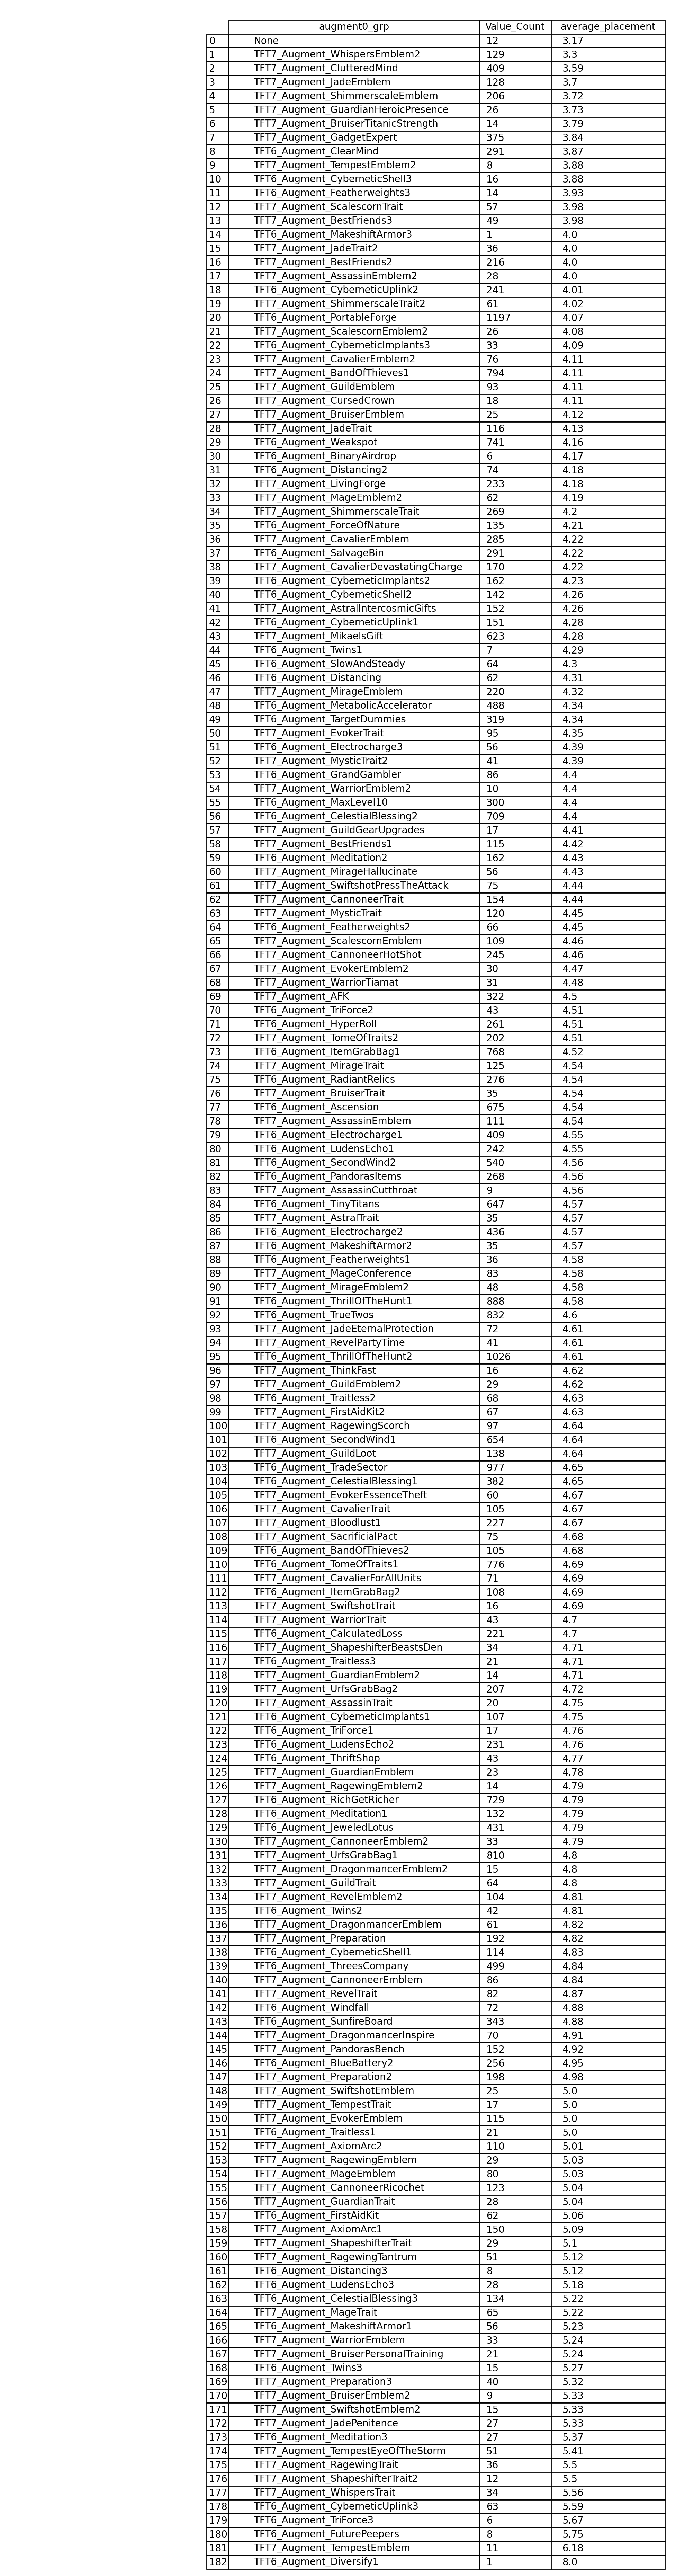 augment0_grp Value_Count average_placement
0 None 12 3.17
1 TFT7_Augment_WhispersEmblem2 129 3.3
2 TFT7_Augment_ClutteredMind 409 3.59
3 TFT7_Augment_JadeEmblem 128 3.7
4 TFT7_Augment_ShimmerscaleEmblem 206 3.72
5 TFT7_Augment_GuardianHeroicPresence 26 3.73
6 TFT7_Augment_BruiserTitanicStrength 14 3.79
7 TFT7_Augment_GadgetExpert 375 3.84
8 TFT6_Augment_ClearMind 291 3.87
9 TFT7_Augment_TempestEmblem2 8 3.88
10 TFT6_Augment_CyberneticShell3 16 3.88
11 TFT6_Augment_Featherweights3 14 3.93
12 TFT7_Augment_ScalescornTrait 57 3.98
13 TFT7_Augment_BestFriends3 49 3.98
14 TFT6_Augment_MakeshiftArmor3 1 4.0
15 TFT7_Augment_JadeTrait2 36 4.0
16 TFT7_Augment_BestFriends2 216 4.0
17 TFT7_Augment_AssassinEmblem2 28 4.0
18 TFT6_Augment_CyberneticUplink2 241 4.01
19 TFT7_Augment_ShimmerscaleTrait2 61 4.02
20 TFT6_Augment_PortableForge 1197 4.07
21 TFT7_Augment_ScalescornEmblem2 26 4.08
22 TFT6_Augment_CyberneticImplants3 33 4.09
23 TFT7_Augment_CavalierEmblem2 76 4.11
24 TFT7_Augment_BandOfThieves1 794 4.11
25 TFT7_Augment_GuildEmblem 93 4.11
26 TFT7_Augment_CursedCrown 18 4.11
27 TFT7_Augment_BruiserEmblem 25 4.12
28 TFT7_Augment_JadeTrait 116 4.13
29 TFT6_Augment_Weakspot 741 4.16
30 TFT6_Augment_BinaryAirdrop 6 4.17
31 TFT6_Augment_Distancing2 74 4.18
32 TFT7_Augment_LivingForge 233 4.18
33 TFT7_Augment_MageEmblem2 62 4.19
34 TFT7_Augment_ShimmerscaleTrait 269 4.2
35 TFT6_Augment_ForceOfNature 135 4.21
36 TFT7_Augment_CavalierEmblem 285 4.22
37 TFT6_Augment_SalvageBin 291 4.22
38 TFT7_Augment_CavalierDevastatingCharge 170 4.22
39 TFT6_Augment_CyberneticImplants2 162 4.23
40 TFT6_Augment_CyberneticShell2 142 4.26
41 TFT7_Augment_AstralIntercosmicGifts 152 4.26
42 TFT6_Augment_CyberneticUplink1 151 4.28
43 TFT7_Augment_MikaelsGift 623 4.28
44 TFT6_Augment_Twins1 7 4.29
45 TFT6_Augment_SlowAndSteady 64 4.3
46 TFT6_Augment_Distancing 62 4.31
47 TFT7_Augment_MirageEmblem 220 4.32
48 TFT6_Augment_MetabolicAccelerator 488 4.34
49 TFT6_Augment_TargetDummies 319 4.34
50 TFT7_Augment_EvokerTrait 95 4.35
51 TFT6_Augment_Electrocharge3 56 4.39
52 TFT7_Augment_MysticTrait2 41 4.39
53 TFT6_Augment_GrandGambler 86 4.4
54 TFT7_Augment_WarriorEmblem2 10 4.4
55 TFT6_Augment_MaxLevel10 300 4.4
56 TFT6_Augment_CelestialBlessing2 709 4.4
57 TFT7_Augment_GuildGearUpgrades 17 4.41
58 TFT7_Augment_BestFriends1 115 4.42
59 TFT6_Augment_Meditation2 162 4.43
60 TFT7_Augment_MirageHallucinate 56 4.43
61 TFT7_Augment_SwiftshotPressTheAttack 75 4.44
62 TFT7_Augment_CannoneerTrait 154 4.44
63 TFT7_Augment_MysticTrait 120 4.45
64 TFT6_Augment_Featherweights2 66 4.45
65 TFT7_Augment_ScalescornEmblem 109 4.46
66 TFT7_Augment_CannoneerHotShot 245 4.46
67 TFT7_Augment_EvokerEmblem2 30 4.47
68 TFT7_Augment_WarriorTiamat 31 4.48
69 TFT7_Augment_AFK 322 4.5
70 TFT6_Augment_TriForce2 43 4.51
71 TFT6_Augment_HyperRoll 261 4.51
72 TFT7_Augment_TomeOfTraits2 202 4.51
73 TFT6_Augment_ItemGrabBag1 768 4.52
74 TFT7_Augment_MirageTrait 125 4.54
75 TFT6_Augment_RadiantRelics 276 4.54
76 TFT7_Augment_BruiserTrait 35 4.54
77 TFT6_Augment_Ascension 675 4.54
78 TFT7_Augment_AssassinEmblem 111 4.54
79 TFT6_Augment_Electrocharge1 409 4.55
80 TFT6_Augment_LudensEcho1 242 4.55
81 TFT6_Augment_SecondWind2 540 4.56
82 TFT6_Augment_PandorasItems 268 4.56
83 TFT7_Augment_AssassinCutthroat 9 4.56
84 TFT6_Augment_TinyTitans 647 4.57
85 TFT7_Augment_AstralTrait 35 4.57
86 TFT6_Augment_Electrocharge2 436 4.57
87 TFT6_Augment_MakeshiftArmor2 35 4.57
88 TFT6_Augment_Featherweights1 36 4.58
89 TFT7_Augment_MageConference 83 4.58
90 TFT7_Augment_MirageEmblem2 48 4.58
91 TFT6_Augment_ThrillOfTheHunt1 888 4.58
92 TFT6_Augment_TrueTwos 832 4.6
93 TFT7_Augment_JadeEternalProtection 72 4.61
94 TFT7_Augment_RevelPartyTime 41 4.61
95 TFT6_Augment_ThrillOfTheHunt2 1026 4.61
96 TFT7_Augment_ThinkFast 16 4.62
97 TFT7_Augment_GuildEmblem2 29 4.62
98 TFT6_Augment_Traitless2 68 4.63
99 TFT7_Augment_FirstAidKit2 67 4.63
100 TFT7_Augment_RagewingScorch 97 4.64
101 TFT6_Augment_SecondWind1 654 4.64
102 TFT7_Augment_GuildLoot 138 4.64
103 TFT6_Augment_TradeSector 977 4.65
104 TFT6_Augment_CelestialBlessing1 382 4.65
105 TFT7_Augment_EvokerEssenceTheft 60 4.67
106 TFT7_Augment_CavalierTrait 105 4.67
107 TFT7_Augment_Bloodlust1 227 4.67
108 TFT7_Augment_SacrificialPact 75 4.68
109 TFT6_Augment_BandOfThieves2 105 4.68
110 TFT6_Augment_TomeOfTraits1 776 4.69
111 TFT7_Augment_CavalierForAllUnits 71 4.69
112 TFT6_Augment_ItemGrabBag2 108 4.69
113 TFT7_Augment_SwiftshotTrait 16 4.69
114 TFT7_Augment_WarriorTrait 43 4.7
115 TFT6_Augment_CalculatedLoss 221 4.7
116 TFT7_Augment_ShapeshifterBeastsDen 34 4.71
117 TFT6_Augment_Traitless3 21 4.71
118 TFT7_Augment_GuardianEmblem2 14 4.71
119 TFT7_Augment_UrfsGrabBag2 207 4.72
120 TFT7_Augment_AssassinTrait 20 4.75
121 TFT6_Augment_CyberneticImplants1 107 4.75
122 TFT6_Augment_TriForce1 17 4.76
123 TFT6_Augment_LudensEcho2 231 4.76
124 TFT6_Augment_ThriftShop 43 4.77
125 TFT7_Augment_GuardianEmblem 23 4.78
126 TFT7_Augment_RagewingEmblem2 14 4.79
127 TFT6_Augment_RichGetRicher 729 4.79
128 TFT6_Augment_Meditation1 132 4.79
129 TFT6_Augment_JeweledLotus 431 4.79
130 TFT7_Augment_CannoneerEmblem2 33 4.79
131 TFT7_Augment_UrfsGrabBag1 810 4.8
132 TFT7_Augment_DragonmancerEmblem2 15 4.8
133 TFT7_Augment_GuildTrait 64 4.8
134 TFT7_Augment_RevelEmblem2 104 4.81
135 TFT6_Augment_Twins2 42 4.81
136 TFT7_Augment_DragonmancerEmblem 61 4.82
137 TFT7_Augment_Preparation 192 4.82
138 TFT6_Augment_CyberneticShell1 114 4.83
139 TFT6_Augment_ThreesCompany 499 4.84
140 TFT7_Augment_CannoneerEmblem 86 4.84
141 TFT7_Augment_RevelTrait 82 4.87
142 TFT6_Augment_Windfall 72 4.88
143 TFT6_Augment_SunfireBoard 343 4.88
144 TFT7_Augment_DragonmancerInspire 70 4.91
145 TFT7_Augment_PandorasBench 152 4.92
146 TFT6_Augment_BlueBattery2 256 4.95
147 TFT7_Augment_Preparation2 198 4.98
148 TFT7_Augment_SwiftshotEmblem 25 5.0
149 TFT7_Augment_TempestTrait 17 5.0
150 TFT7_Augment_EvokerEmblem 115 5.0
151 TFT6_Augment_Traitless1 21 5.0
152 TFT7_Augment_AxiomArc2 110 5.01
153 TFT7_Augment_RagewingEmblem 29 5.03
154 TFT7_Augment_MageEmblem 80 5.03
155 TFT7_Augment_CannoneerRicochet 123 5.04
156 TFT7_Augment_GuardianTrait 28 5.04
157 TFT6_Augment_FirstAidKit 62 5.06
158 TFT7_Augment_AxiomArc1 150 5.09
159 TFT7_Augment_ShapeshifterTrait 29 5.1
160 TFT7_Augment_RagewingTantrum 51 5.12
161 TFT6_Augment_Distancing3 8 5.12
162 TFT6_Augment_LudensEcho3 28 5.18
163 TFT6_Augment_CelestialBlessing3 134 5.22
164 TFT7_Augment_MageTrait 65 5.22
165 TFT6_Augment_MakeshiftArmor1 56 5.23
166 TFT7_Augment_WarriorEmblem 33 5.24
167 TFT7_Augment_BruiserPersonalTraining 21 5.24
168 TFT6_Augment_Twins3 15 5.27
169 TFT7_Augment_Preparation3 40 5.32
170 TFT7_Augment_BruiserEmblem2 9 5.33
171 TFT7_Augment_SwiftshotEmblem2 15 5.33
172 TFT7_Augment_JadePenitence 27 5.33
173 TFT6_Augment_Meditation3 27 5.37
174 TFT7_Augment_TempestEyeOfTheStorm 51 5.41
175 TFT7_Augment_RagewingTrait 36 5.5
176 TFT7_Augment_ShapeshifterTrait2 12 5.5
177 TFT7_Augment_WhispersTrait 34 5.56
178 TFT6_Augment_CyberneticUplink3 63 5.59
179 TFT6_Augment_TriForce3 6 5.67
180 TFT6_Augment_FuturePeepers 8 5.75
181 TFT7_Augment_TempestEmblem 11 6.18
182 TFT6_Augment_Diversify1 1 8.0